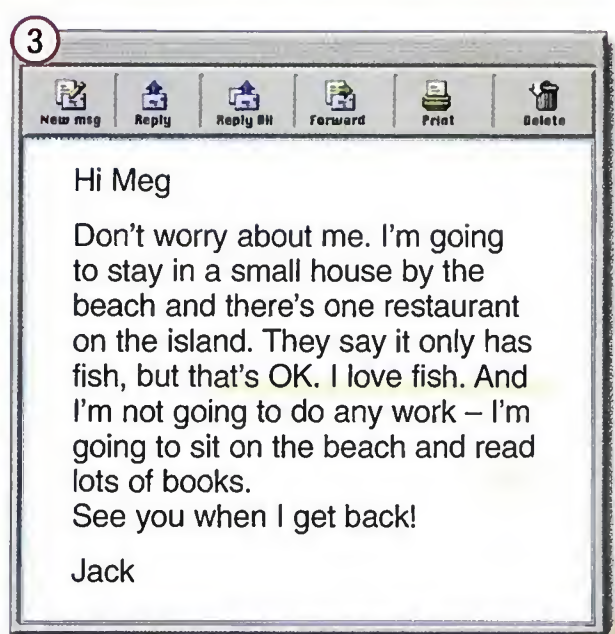 3
New msg Reply Reply All Forward Print Delete
Hi Meg
Don't worry about me. I'm going
to stay in a small house by the
beach and there's one restaurant
on the island. They say it only has
fish, but that's OK. I love fish. And
I'm not going to do any work – I'm
going to sit on the beach and read
lots of books.
See you when I get back!
Jack